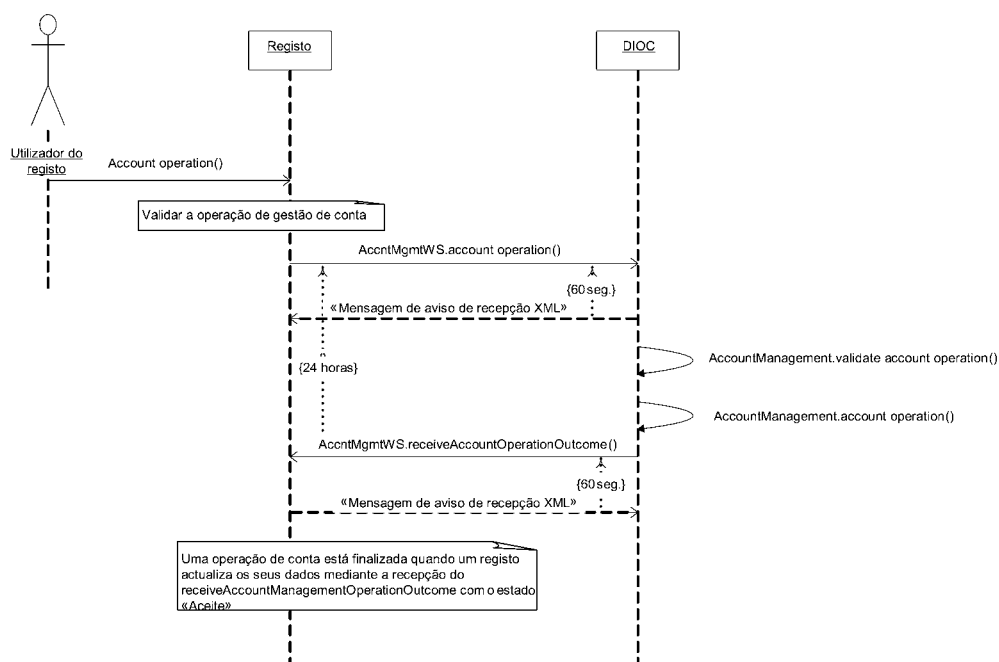 Registo
DIOC
Utilizador do
registo
Account operation()
Validar a operação de gestão de conta
AccntMgmtWS.account operation()
{60 seg.}
«Mensagem de aviso de recepção XML»
AccountManagement.validate account operation()
{24 horas}
AccountManagement.account operation()
AccntMgmtWS.receiveAccountOperationOutcome()
{60 seg.}
«Mensagem de aviso de recepção XML»
Uma operação de conta está finalizada quando um registo
actualiza os seus dados mediante a recepção do
receiveAccountManagementOperationOutcome com o estado
«Aceite»